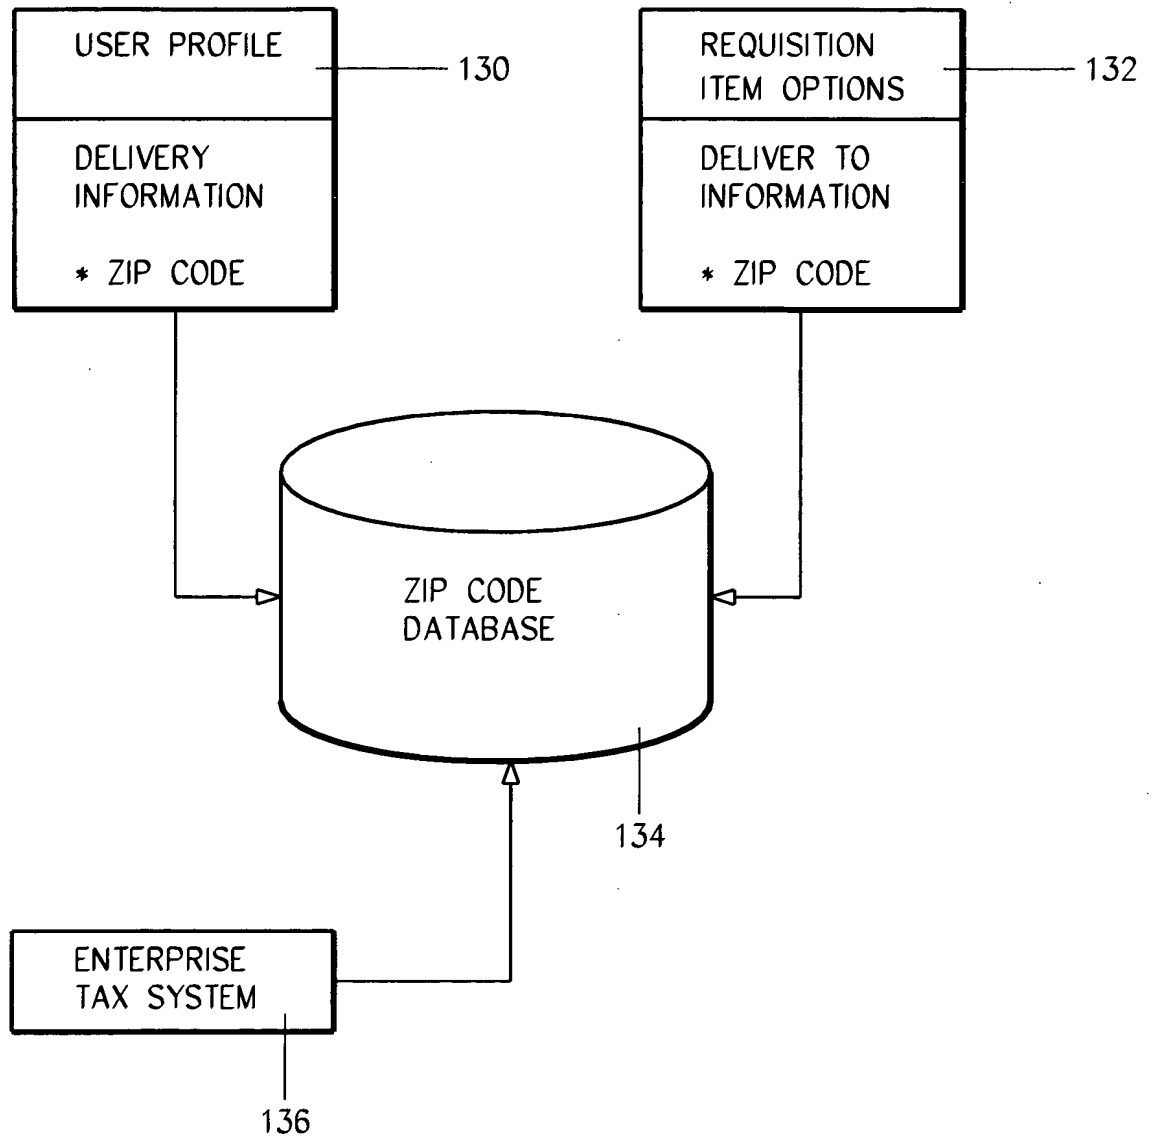 USER PROFILE
130
DELIVERY
INFORMATION
* ZIP CODE
REQUISITION
ITEM OPTIONS
132
DELIVER TO
INFORMATION
* ZIP CODE
ZIP CODE
DATABASE
134
ENTERPRISE
TAX SYSTEM
136